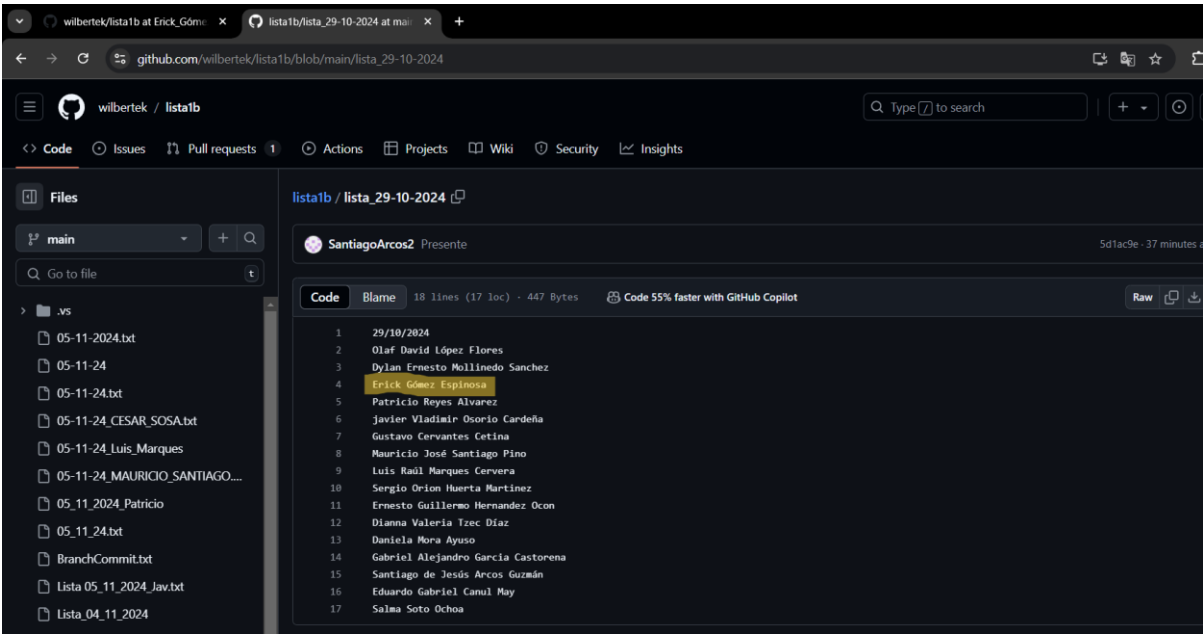 wilbertek/lista1b at Erick_Góme
lista1b/lista_29-10-2024 at mai
github.com/wilbertek/lista1b/blob/main/lista_29-10-2024
wilbertek / lista1b
Type / to search
Code Issues Pull requests 1 Actions Projects Wiki Security Insights
Files
lista1b / lista_29-10-2024
main
SantiagoArcos2 Presente 5d1ac9e · 37 minutes a
Go to file t
Code Blame 18 lines (17 loc) · 447 Bytes Code 55% faster with GitHub Copilot Raw
.vs
05-11-2024.txt
05-11-24
05-11-24.txt
05-11-24_CESAR_SOSA.txt
05-11-24_Luis_Marques
05-11-24_MAURICIO_SANTIAGO....
05_11_2024_Patricio
05_11_24.txt
BranchCommit.txt
Lista 05_11_2024_Jav.txt
Lista_04_11_2024
1 29/10/2024
2 Olaf David López Flores
3 Dylan Ernesto Mollinedo Sanchez
4 Erick Gómez Espinosa
5 Patricio Reyes Alvarez
6 javier Vladimir Osorio Cardeña
7 Gustavo Cervantes Cetina
8 Mauricio José Santiago Pino
9 Luis Raúl Marques Cervera
10 Sergio Orion Huerta Martinez
11 Ernesto Guillermo Hernandez Ocon
12 Dianna Valeria Tzec Díaz
13 Daniela Mora Ayuso
14 Gabriel Alejandro Garcia Castorena
15 Santiago de Jesús Arcos Guzmán
16 Eduardo Gabriel Canul May
17 Salma Soto Ochoa